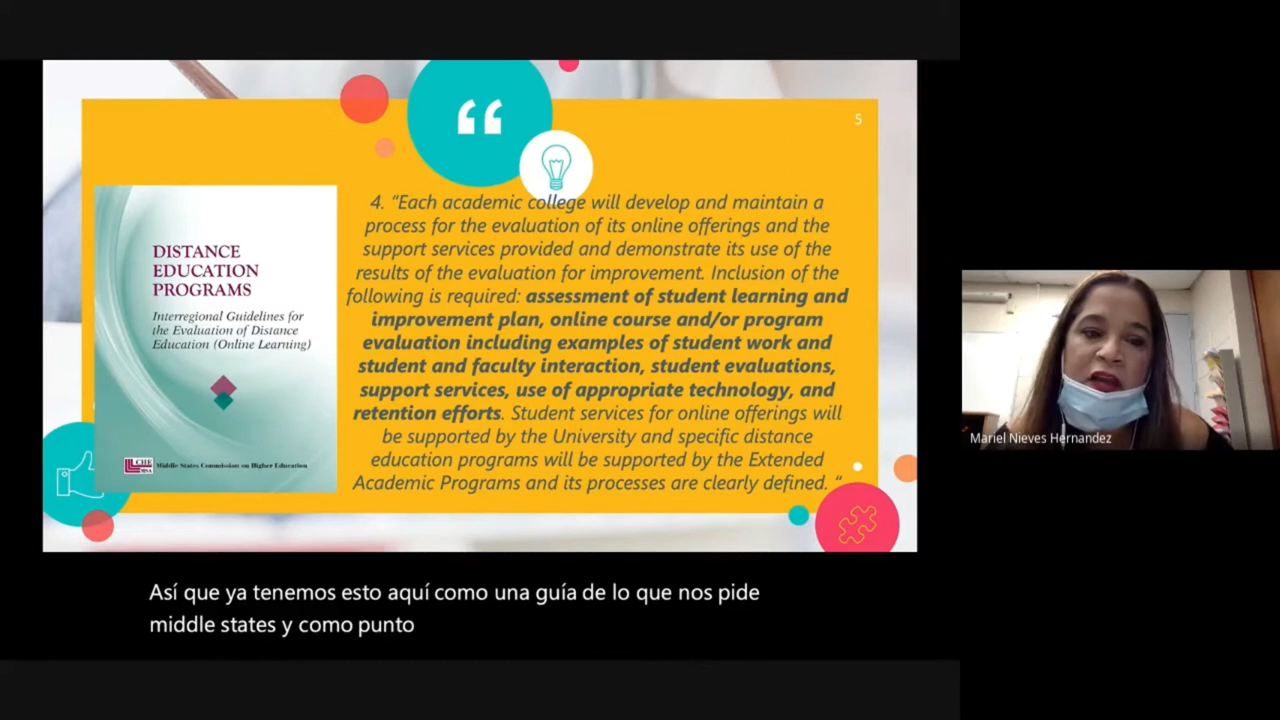 “
5
4. “Each academic college will develop and maintain a
process for the evaluation of its online offerings and the
support services provided and demonstrate its use of the
results of the evaluation for improvement. Inclusion of the
following is required: assessment of student learning and
improvement plan, online course and/or program
evaluation including examples of student work and
student and faculty interaction, student evaluations,
support services, use of appropriate technology, and
retention efforts. Student services for online offerings will
be supported by the University and specific distance
education programs will be supported by the Extended
Academic Programs and its processes are clearly defined. “
DISTANCE
EDUCATION
PROGRAMS
Interregional Guidelines for
the Evaluation of Distance
Education (Online Learning)
CHE
MSA
Middle States Commission on Higher Education
Mariel Nieves Hernandez
Así que ya tenemos esto aquí como una guía de lo que nos pide
middle states y como punto